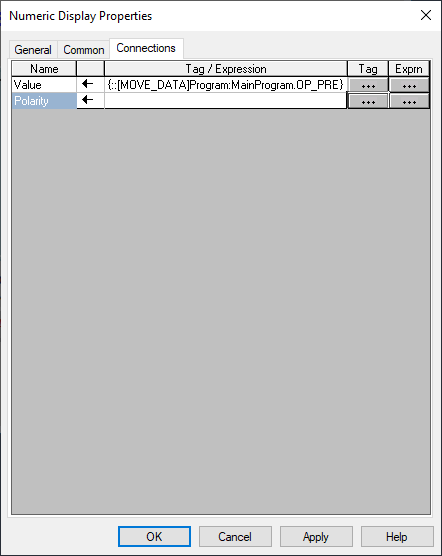 Numeric Display Properties
General Common Connections
Name Tag / Expression Tag Exprn
Value {::[MOVE_DATA]Program:MainProgram.OP_PRE} ... ...
Polarity ... ...
OK Cancel Apply Help